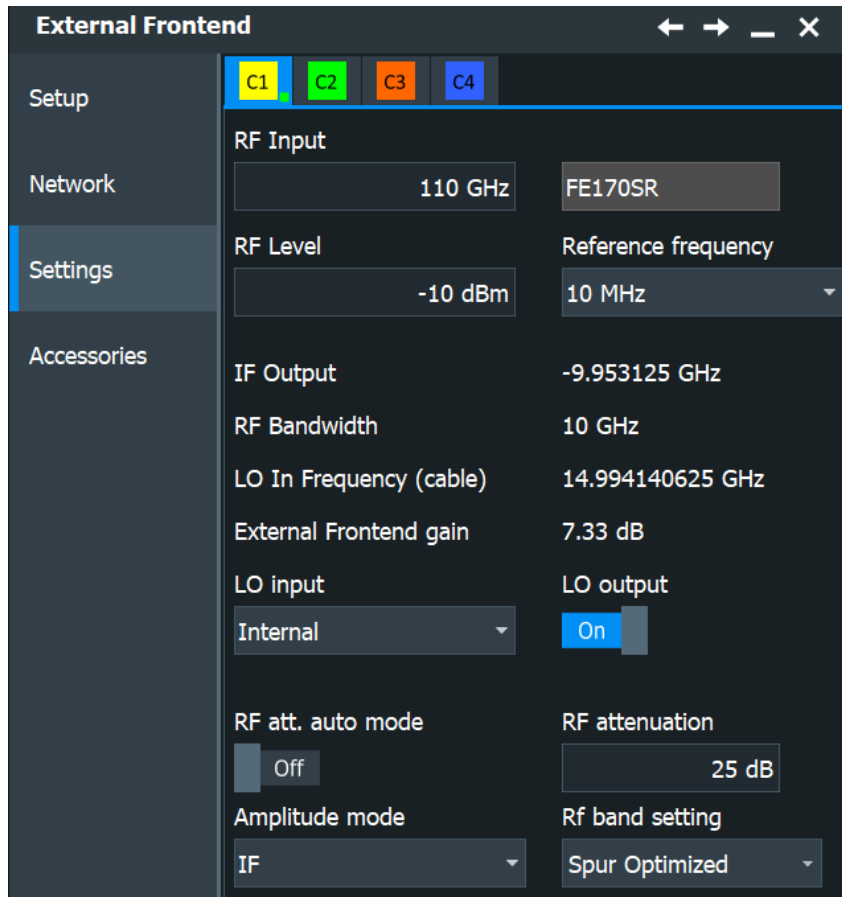 External Frontend
Setup
Network
Settings
Accessories
C1 C2 C3 C4
RF Input
110 GHz FE170SR
RF Level Reference frequency
-10 dBm 10 MHz
IF Output -9.953125 GHz
RF Bandwidth 10 GHz
LO In Frequency (cable) 14.994140625 GHz
External Frontend gain 7.33 dB
LO input LO output
Internal On
RF att. auto mode RF attenuation
Off 25 dB
Amplitude mode Rf band setting
IF Spur Optimized